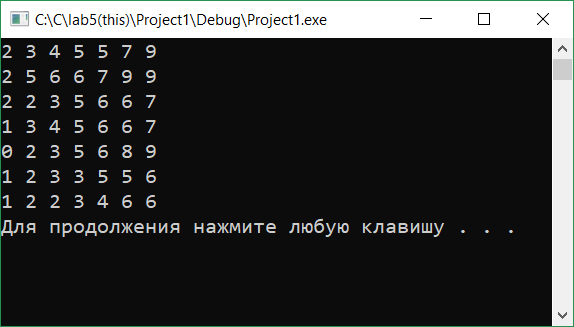 C:\C\lab5(this)\Project1\Debug\Project1.exe
2 3 4 5 5 7 9
2 5 6 6 7 9 9
2 2 3 5 6 6 7
1 3 4 5 6 6 7
0 2 3 5 6 8 9
1 2 3 3 5 5 6
1 2 2 3 4 6 6
Для продолжения нажмите любую клавишу . . .